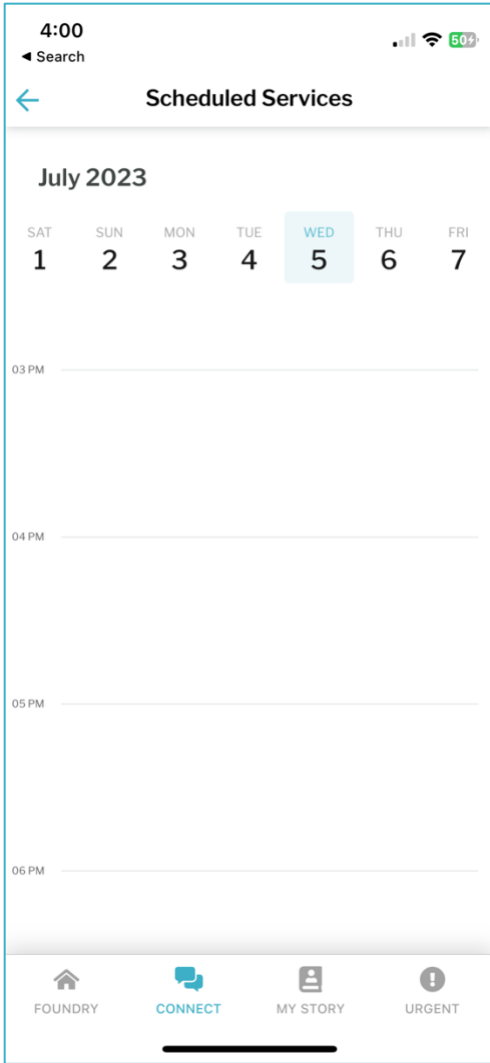 4:00
◀ Search
50
Scheduled Services
July 2023
SAT SUN MON TUE WED THU FRI
1 2 3 4 5 6 7
03 PM
04 PM
05 PM
06 PM
FOUNDRY CONNECT MY STORY URGENT